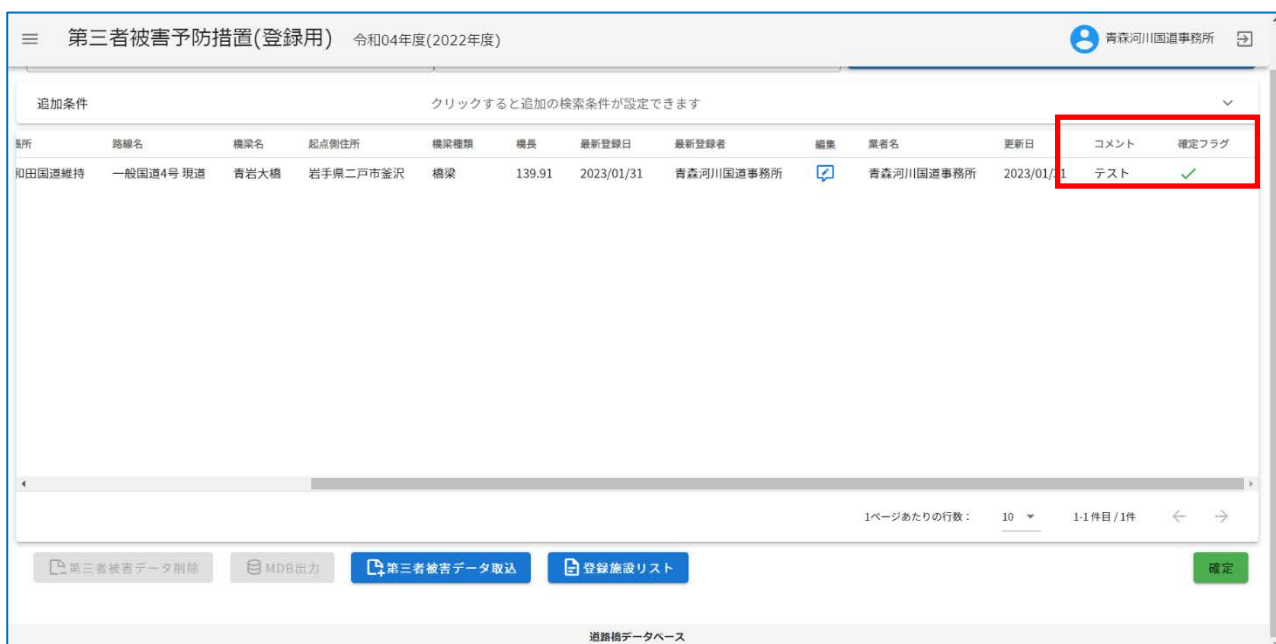 第三者被害予防措置(登録用) 令和04年度(2022年度) 青森河川国道事務所
追加条件 クリックすると追加の検索条件が設定できます
路線名 橋梁名 起点側住所 橋梁種類 橋長 最新登録日 最新登録者 編集 業者名 更新日 コメント 確定フラグ
和田国道維持 一般国道4号 現道 青岩大橋 岩手県二戸市釜沢 橋梁 139.91 2023/01/31 青森河川国道事務所 青森河川国道事務所 2023/01/31 テスト
1ページあたりの行数： 10 1-1 件目 / 1件
第三者被害データ削除 MDB出力 第三者被害データ取込 登録施設リスト 確定
道路橋データベース